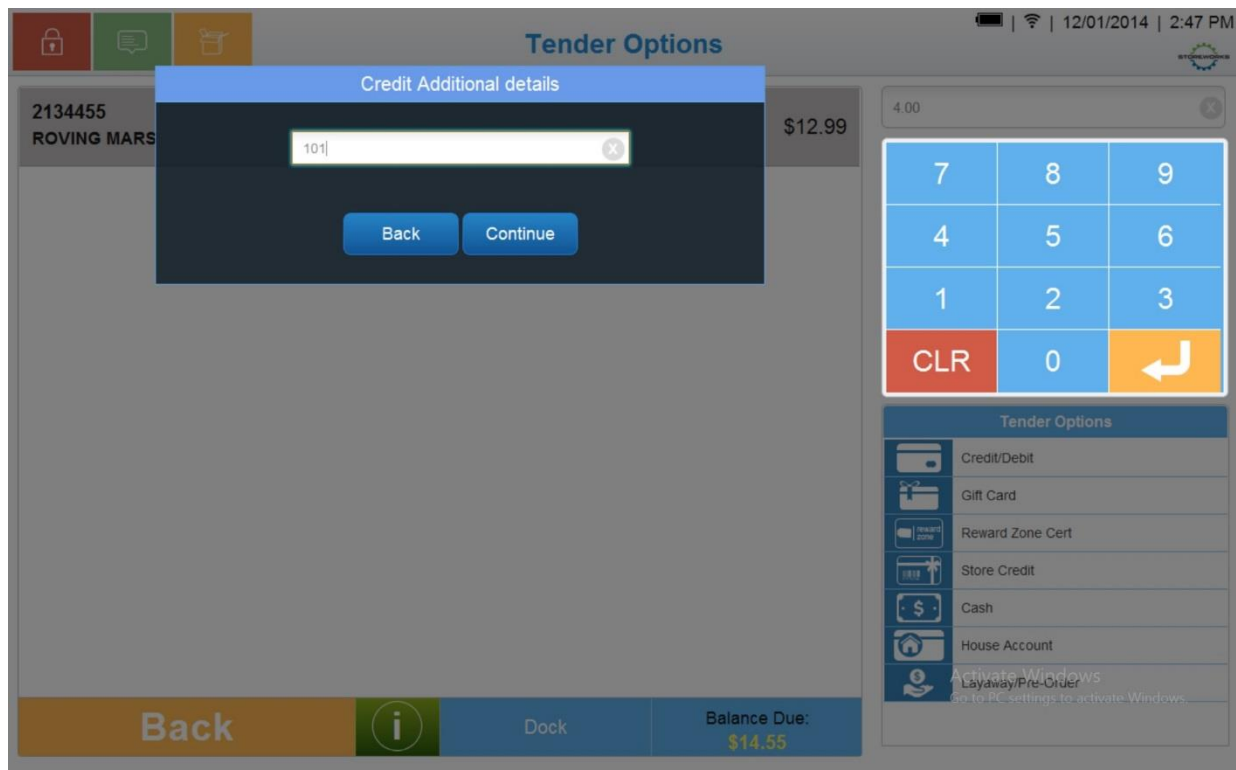 Tender Options
| | 12/01/2014 | 2:47 PM
STOREWORKS
Credit Additional details
2134455
ROVING MARS
$12.99
101
Back
Continue
4.00
7 8 9
4 5 6
1 2 3
CLR 0
Tender Options
Credit/Debit
Gift Card
reward zone
Reward Zone Cert
Store Credit
$
Cash
House Account
$
Layaway/Pre-Order
Activate Windows
Go to PC settings to activate Windows.
Back
i
Dock
Balance Due:
$14.55